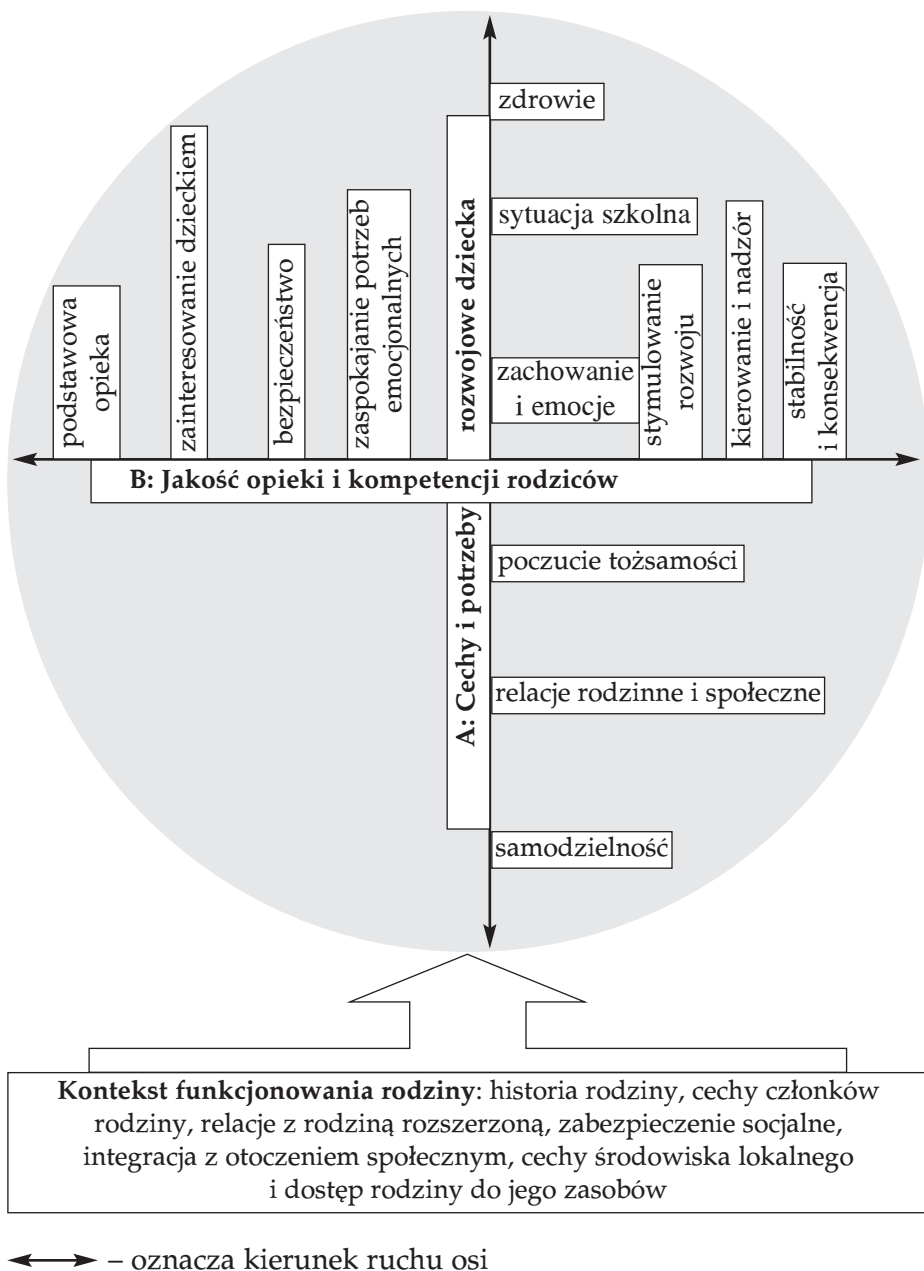 zdrowie
sytuacja szkolna
zachowanie
i emocje
podstawowa
opieka
zainteresowanie dzieckiem
bezpieczeństwo
zaspokajanie potrzeb
emocjonalnych
stymulowanie
rozwoju
kierowanie i nadzór
stabilność
i konsekwencja
B: Jakość opieki i kompetencji rodziców
A: Cechy i potrzeby rozwojowe dziecka
poczucie tożsamości
relacje rodzinne i społeczne
samodzielność
Kontekst funkcjonowania rodziny: historia rodziny, cechy członków
rodziny, relacje z rodziną rozszerzoną, zabezpieczenie socjalne,
integracja z otoczeniem społecznym, cechy środowiska lokalnego
i dostęp rodziny do jego zasobów
– oznacza kierunek ruchu osi